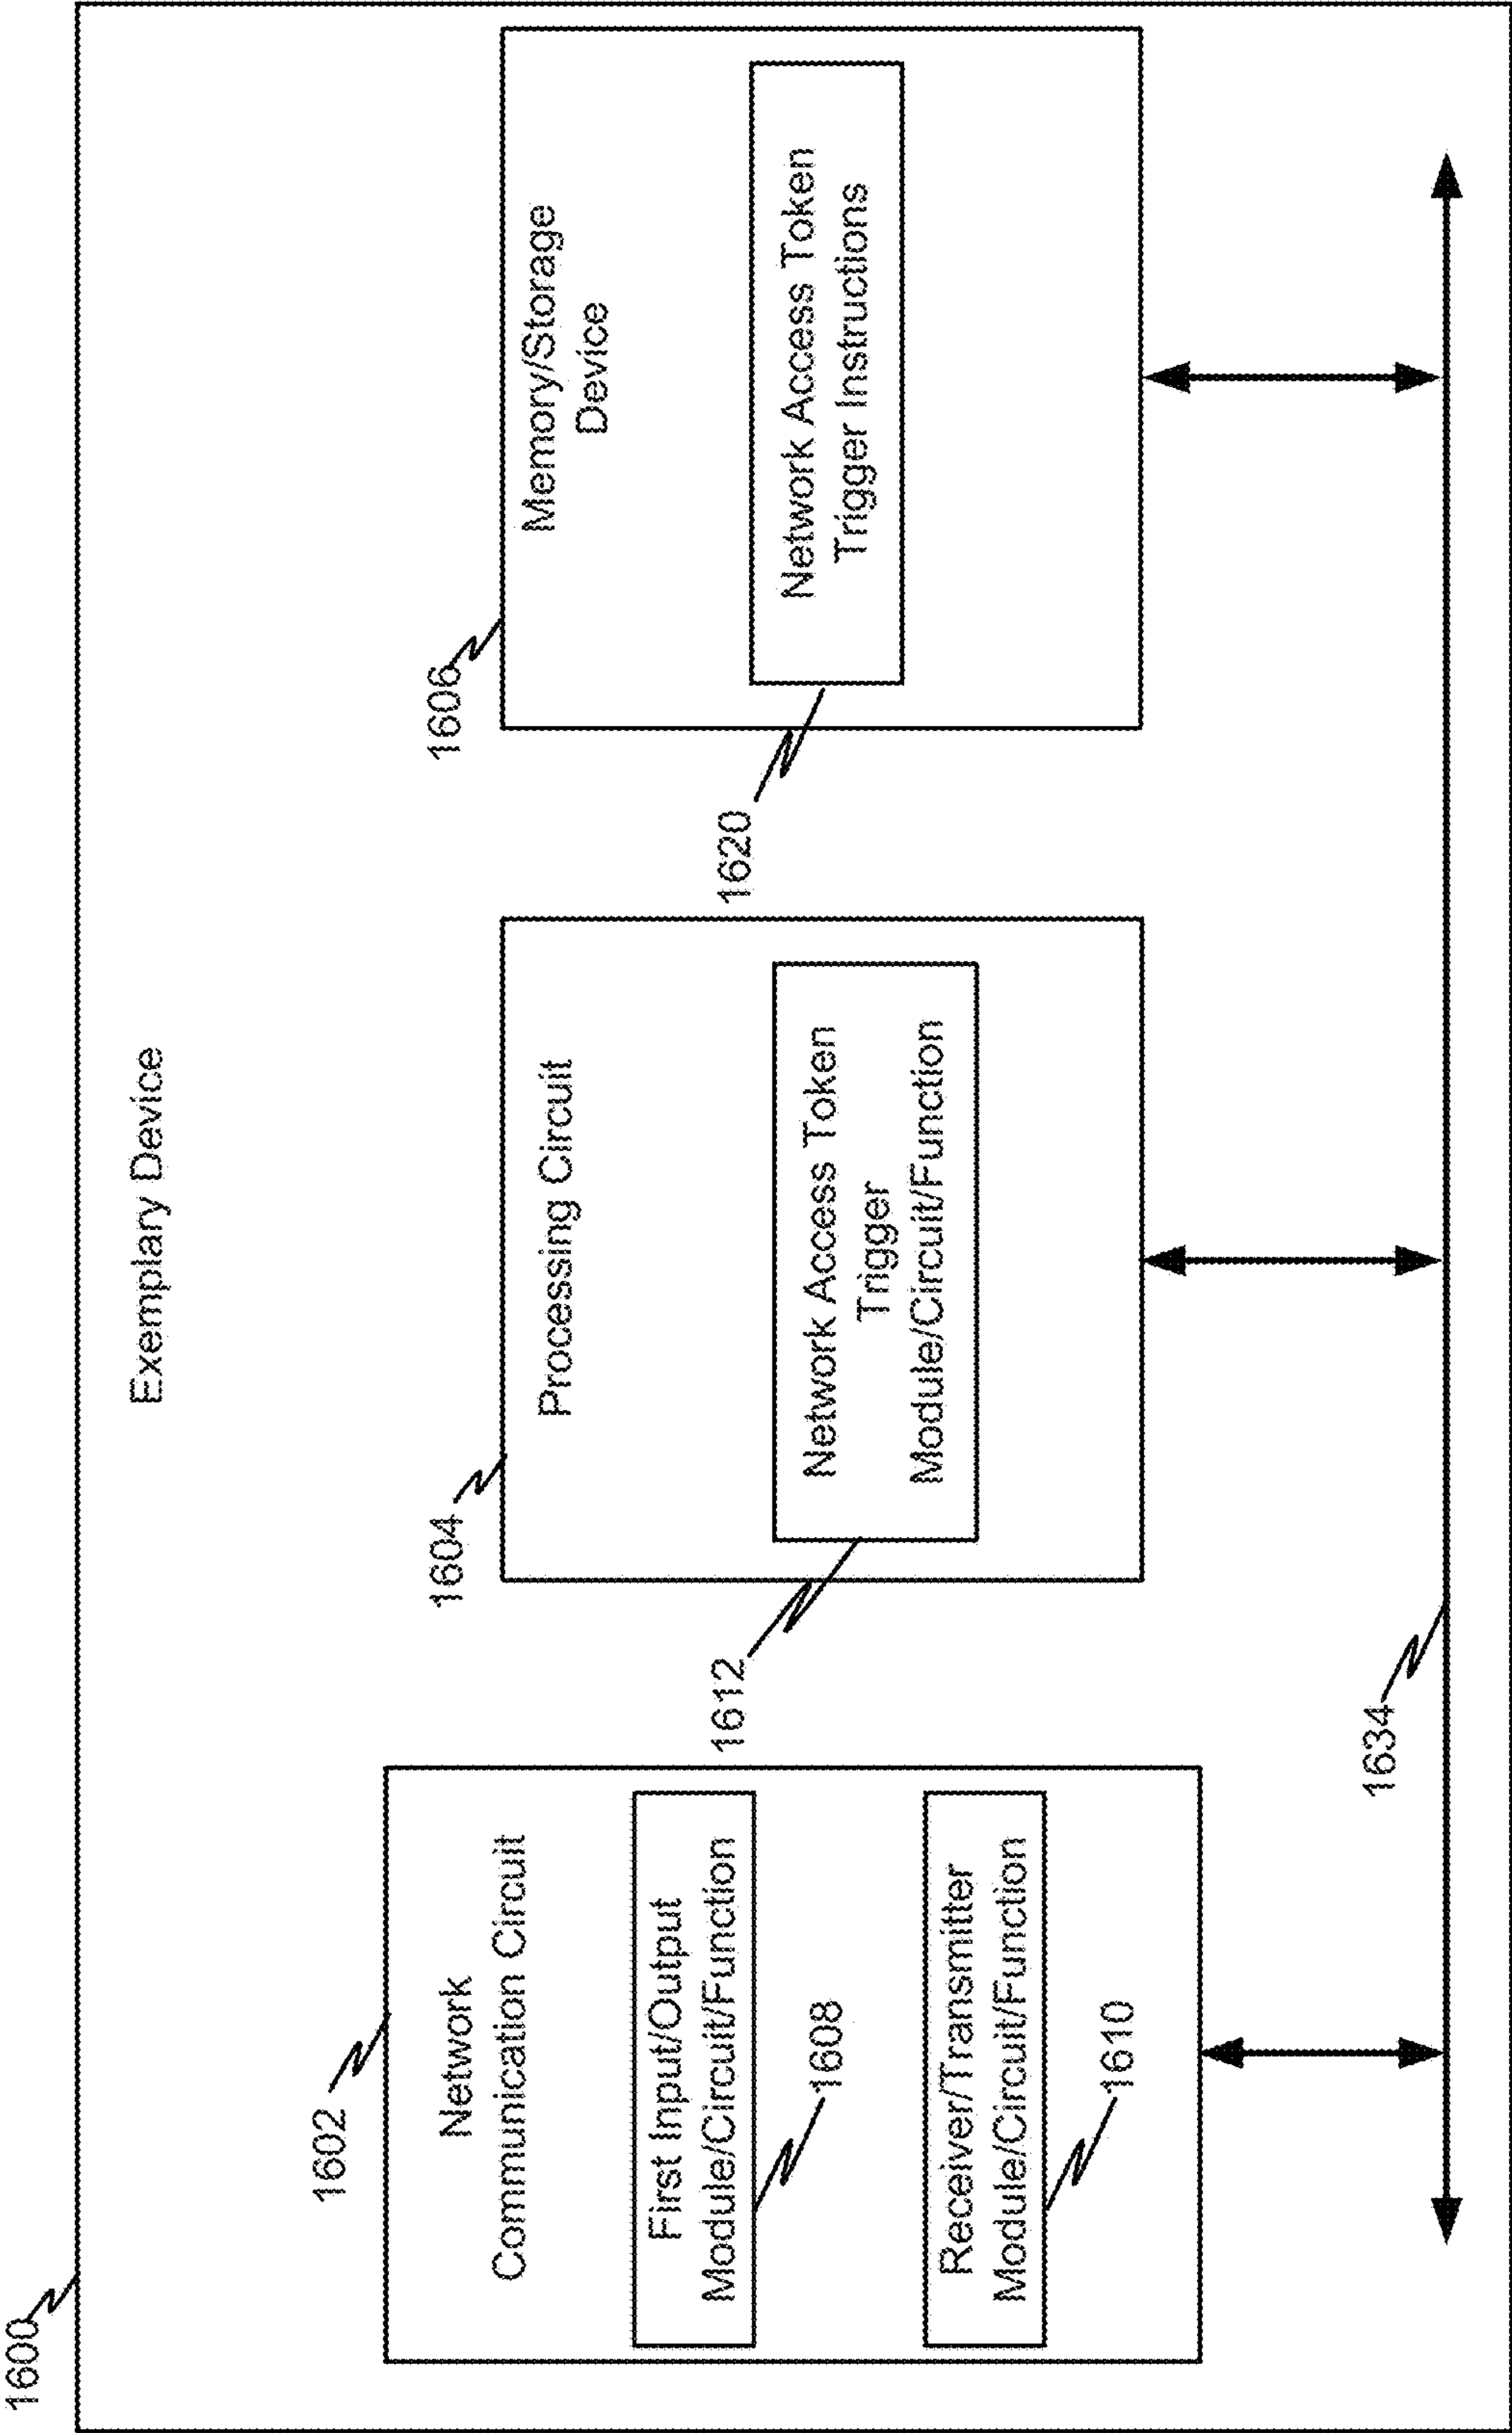 1600
Exemplary Device
1602
Network
Communication Circuit
First Input/Output
Module/Circuit/Function
1608
Receiver/Transmitter
Module/Circuit/Function
1610
1604
Processing Circuit
Network Access Token
Trigger
Module/Circuit/Function
1612
1606
Memory/Storage
Device
Network Access Token
Trigger Instructions
1620
1634